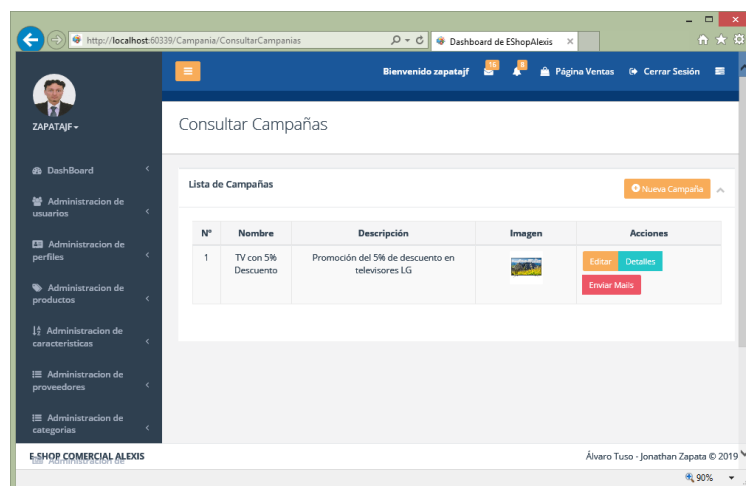 http://localhost:60339/Campania/ConsultarCampanias
Dashboard de EShopAlexis
Bienvenido zapatajf
16
8
Página Ventas
Cerrar Sesión
ZAPATAJF
Consultar Campañas
DashBoard
Administracion de
usuarios
Administracion de
perfiles
Administracion de
productos
Administracion de
caracteristicas
Administracion de
proveedores
Administracion de
categorias
Administracion de
Lista de Campañas
Nueva Campaña
N° Nombre Descripción Imagen Acciones
1 TV con 5% Promoción del 5% de descuento en Editar Detalles
Descuento televisores LG
Enviar Mails
E-SHOP COMERCIAL ALEXIS
Álvaro Tuso - Jonathan Zapata © 2019
90%